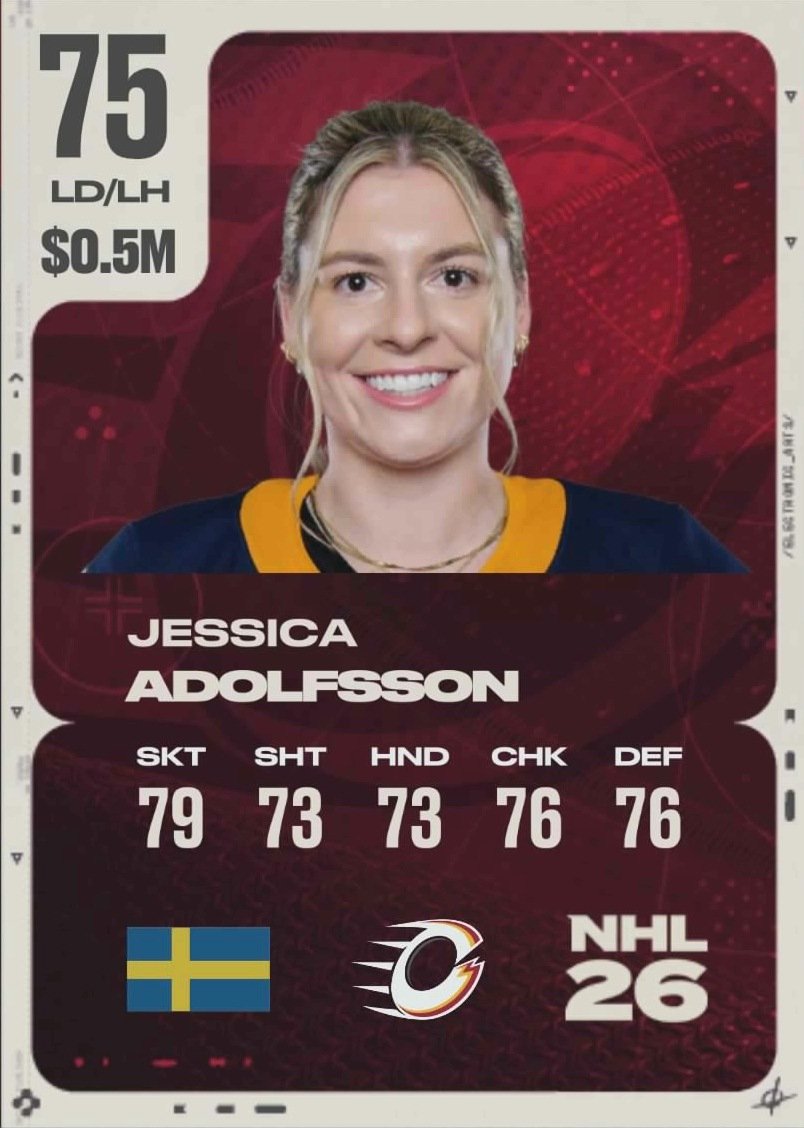 75
LD/LH
$0.5M
/ELECTRONIC_ARTS/
JESSICA
ADOLFSSON
SKT SHT HND CHK DEF
79 73 73 76 76
NHL
26